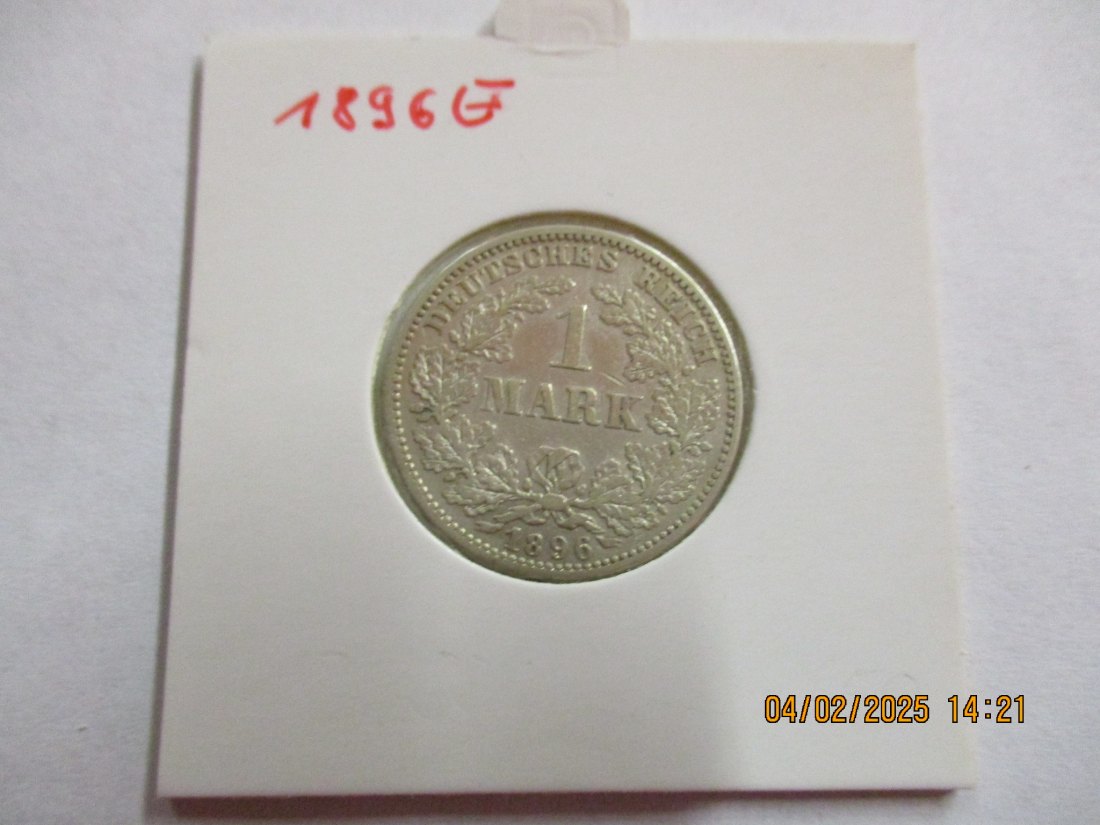 1896 G
DEUTSCHES REICH
1
MARK
1896
04/02/2025 14:21